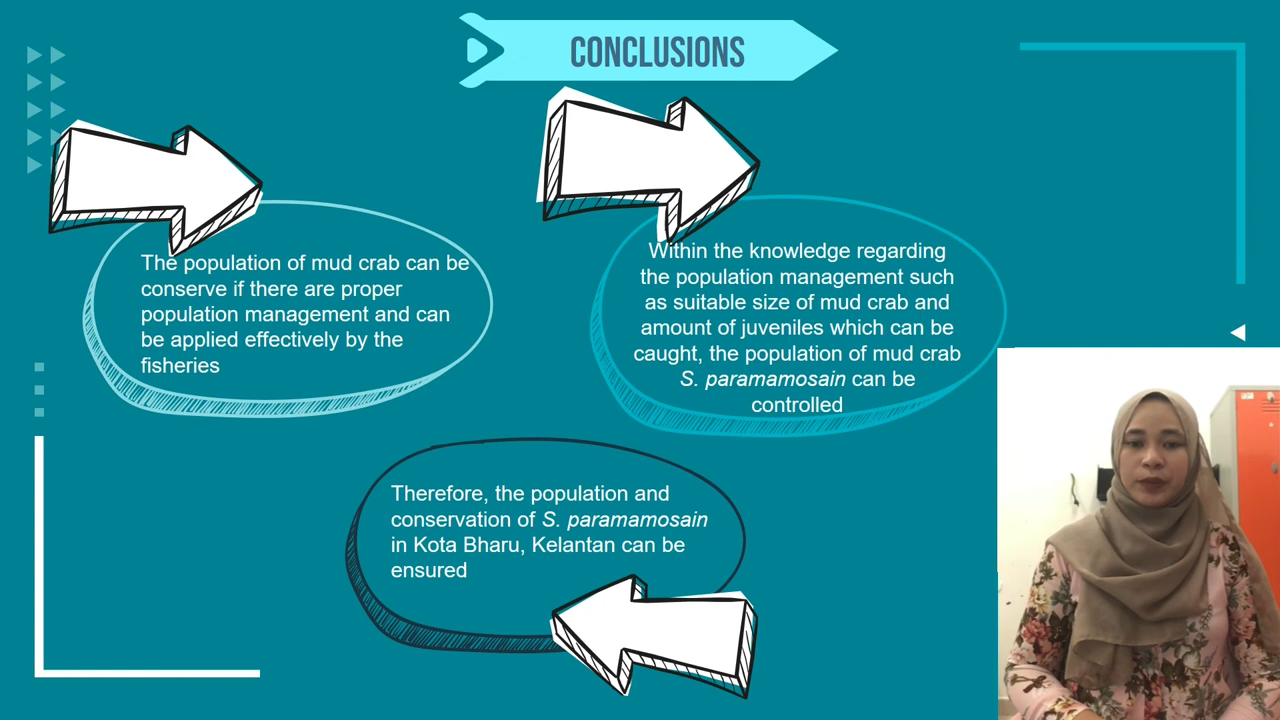 CONCLUSIONS
The population of mud crab can be
conserve if there are proper
population management and can
be applied effectively by the
fisheries
Within the knowledge regarding
the population management such
as suitable size of mud crab and
amount of juveniles which can be
caught, the population of mud crab
S. paramamosain can be
controlled
Therefore, the population and
conservation of S. paramamosain
in Kota Bharu, Kelantan can be
ensured